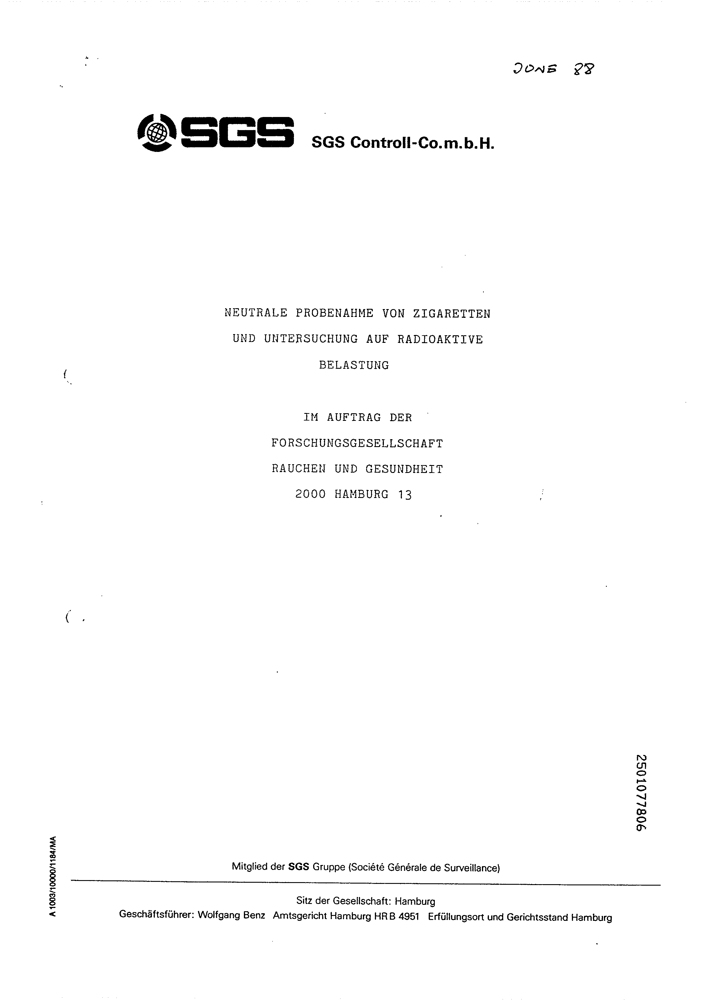 JUNE 88
SGS SGS Controll-Co.m.b.H.
NEUTRALE PROBENAHME VON ZIGARETTEN
UND UNTERSUCHUNG AUF RADIOAKTIVE
BELASTUNG
IM AUFTRAG DER
FORSCHUNGSGESELLSCHAFT
RAUCHEN UND GESUNDHEIT
2000 HAMBURG 13
2501077806
A 1003/10000/1184/MA
Mitglied der SGS Gruppe (Société Générale de Surveillance)
Sitz der Gesellschaft: Hamburg
Geschäftsführer: Wolfgang Benz Amtsgericht Hamburg HRB 4951 Erfüllungsort und Gerichtsstand Hamburg